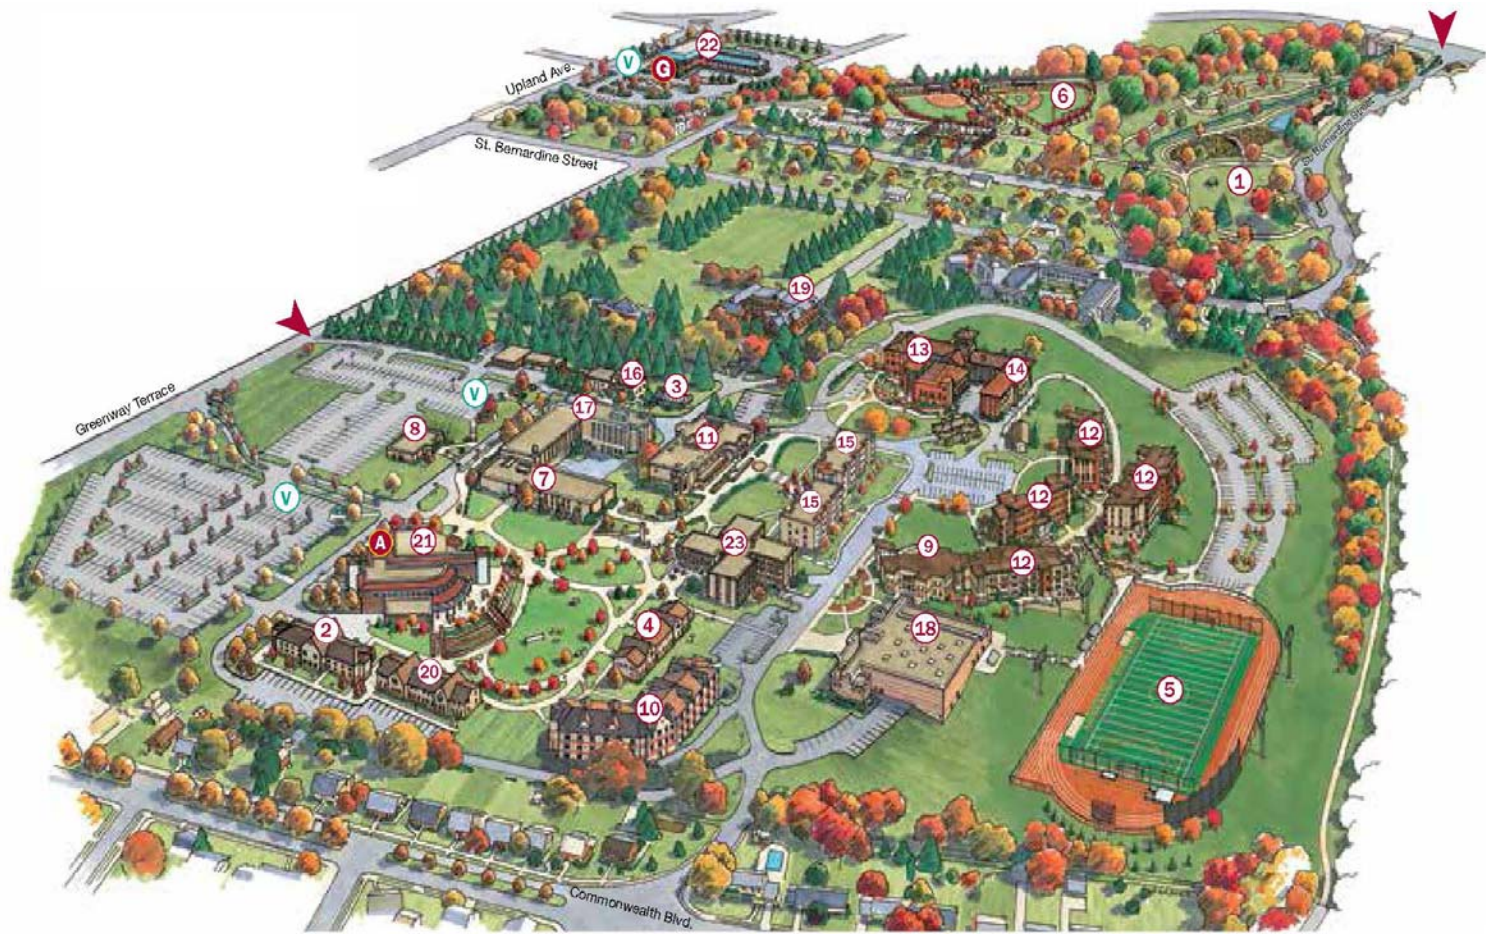 22
V
G
Upland Ave.
6
St. Bernardine Street
St. Bernardine Street
1
19
13
14
16
3
V
17
Greenway Terrace
8
11
15
12
12
7
V
15
12
A
21
23
9
12
2
4
18
20
5
10
Commonwealth Blvd.